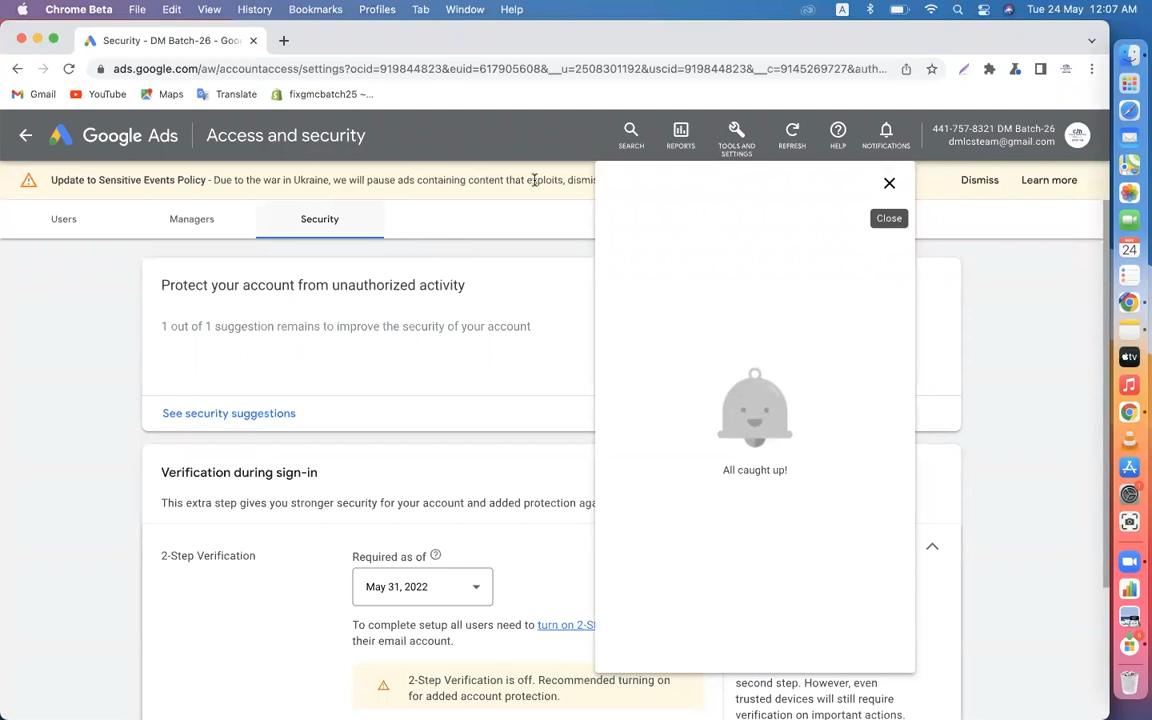 Chrome Beta File Edit View History Bookmarks Profiles Tab Window Help A Tue 24 May 12:07 AM
Security - DM Batch-26 - Goo
ads.google.com/aw/accountaccess/settings?ocid=919844823&euid=617905608&__u=2508301192&uscid=919844823&__c=9145269727&auth...
Gmail YouTube Maps Translate fixgmcbatch25 ~...
Google Ads Access and security
SEARCH REPORTS TOOLS AND SETTINGS REFRESH HELP NOTIFICATIONS
441-757-8321 DM Batch-26
dmlcsteam@gmail.com
Update to Sensitive Events Policy - Due to the war in Ukraine, we will pause ads containing content that exploits, dismis
Dismiss Learn more
Users Managers Security
Close
Protect your account from unauthorized activity
1 out of 1 suggestion remains to improve the security of your account
See security suggestions
All caught up!
Verification during sign-in
This extra step gives you stronger security for your account and added protection aga
2-Step Verification
Required as of
May 31, 2022
To complete setup all users need to turn on 2-S
their email account.
2-Step Verification is off. Recommended turning on
for added account protection.
second step. However, even
trusted devices will still require
verification on important actions.
24
tv